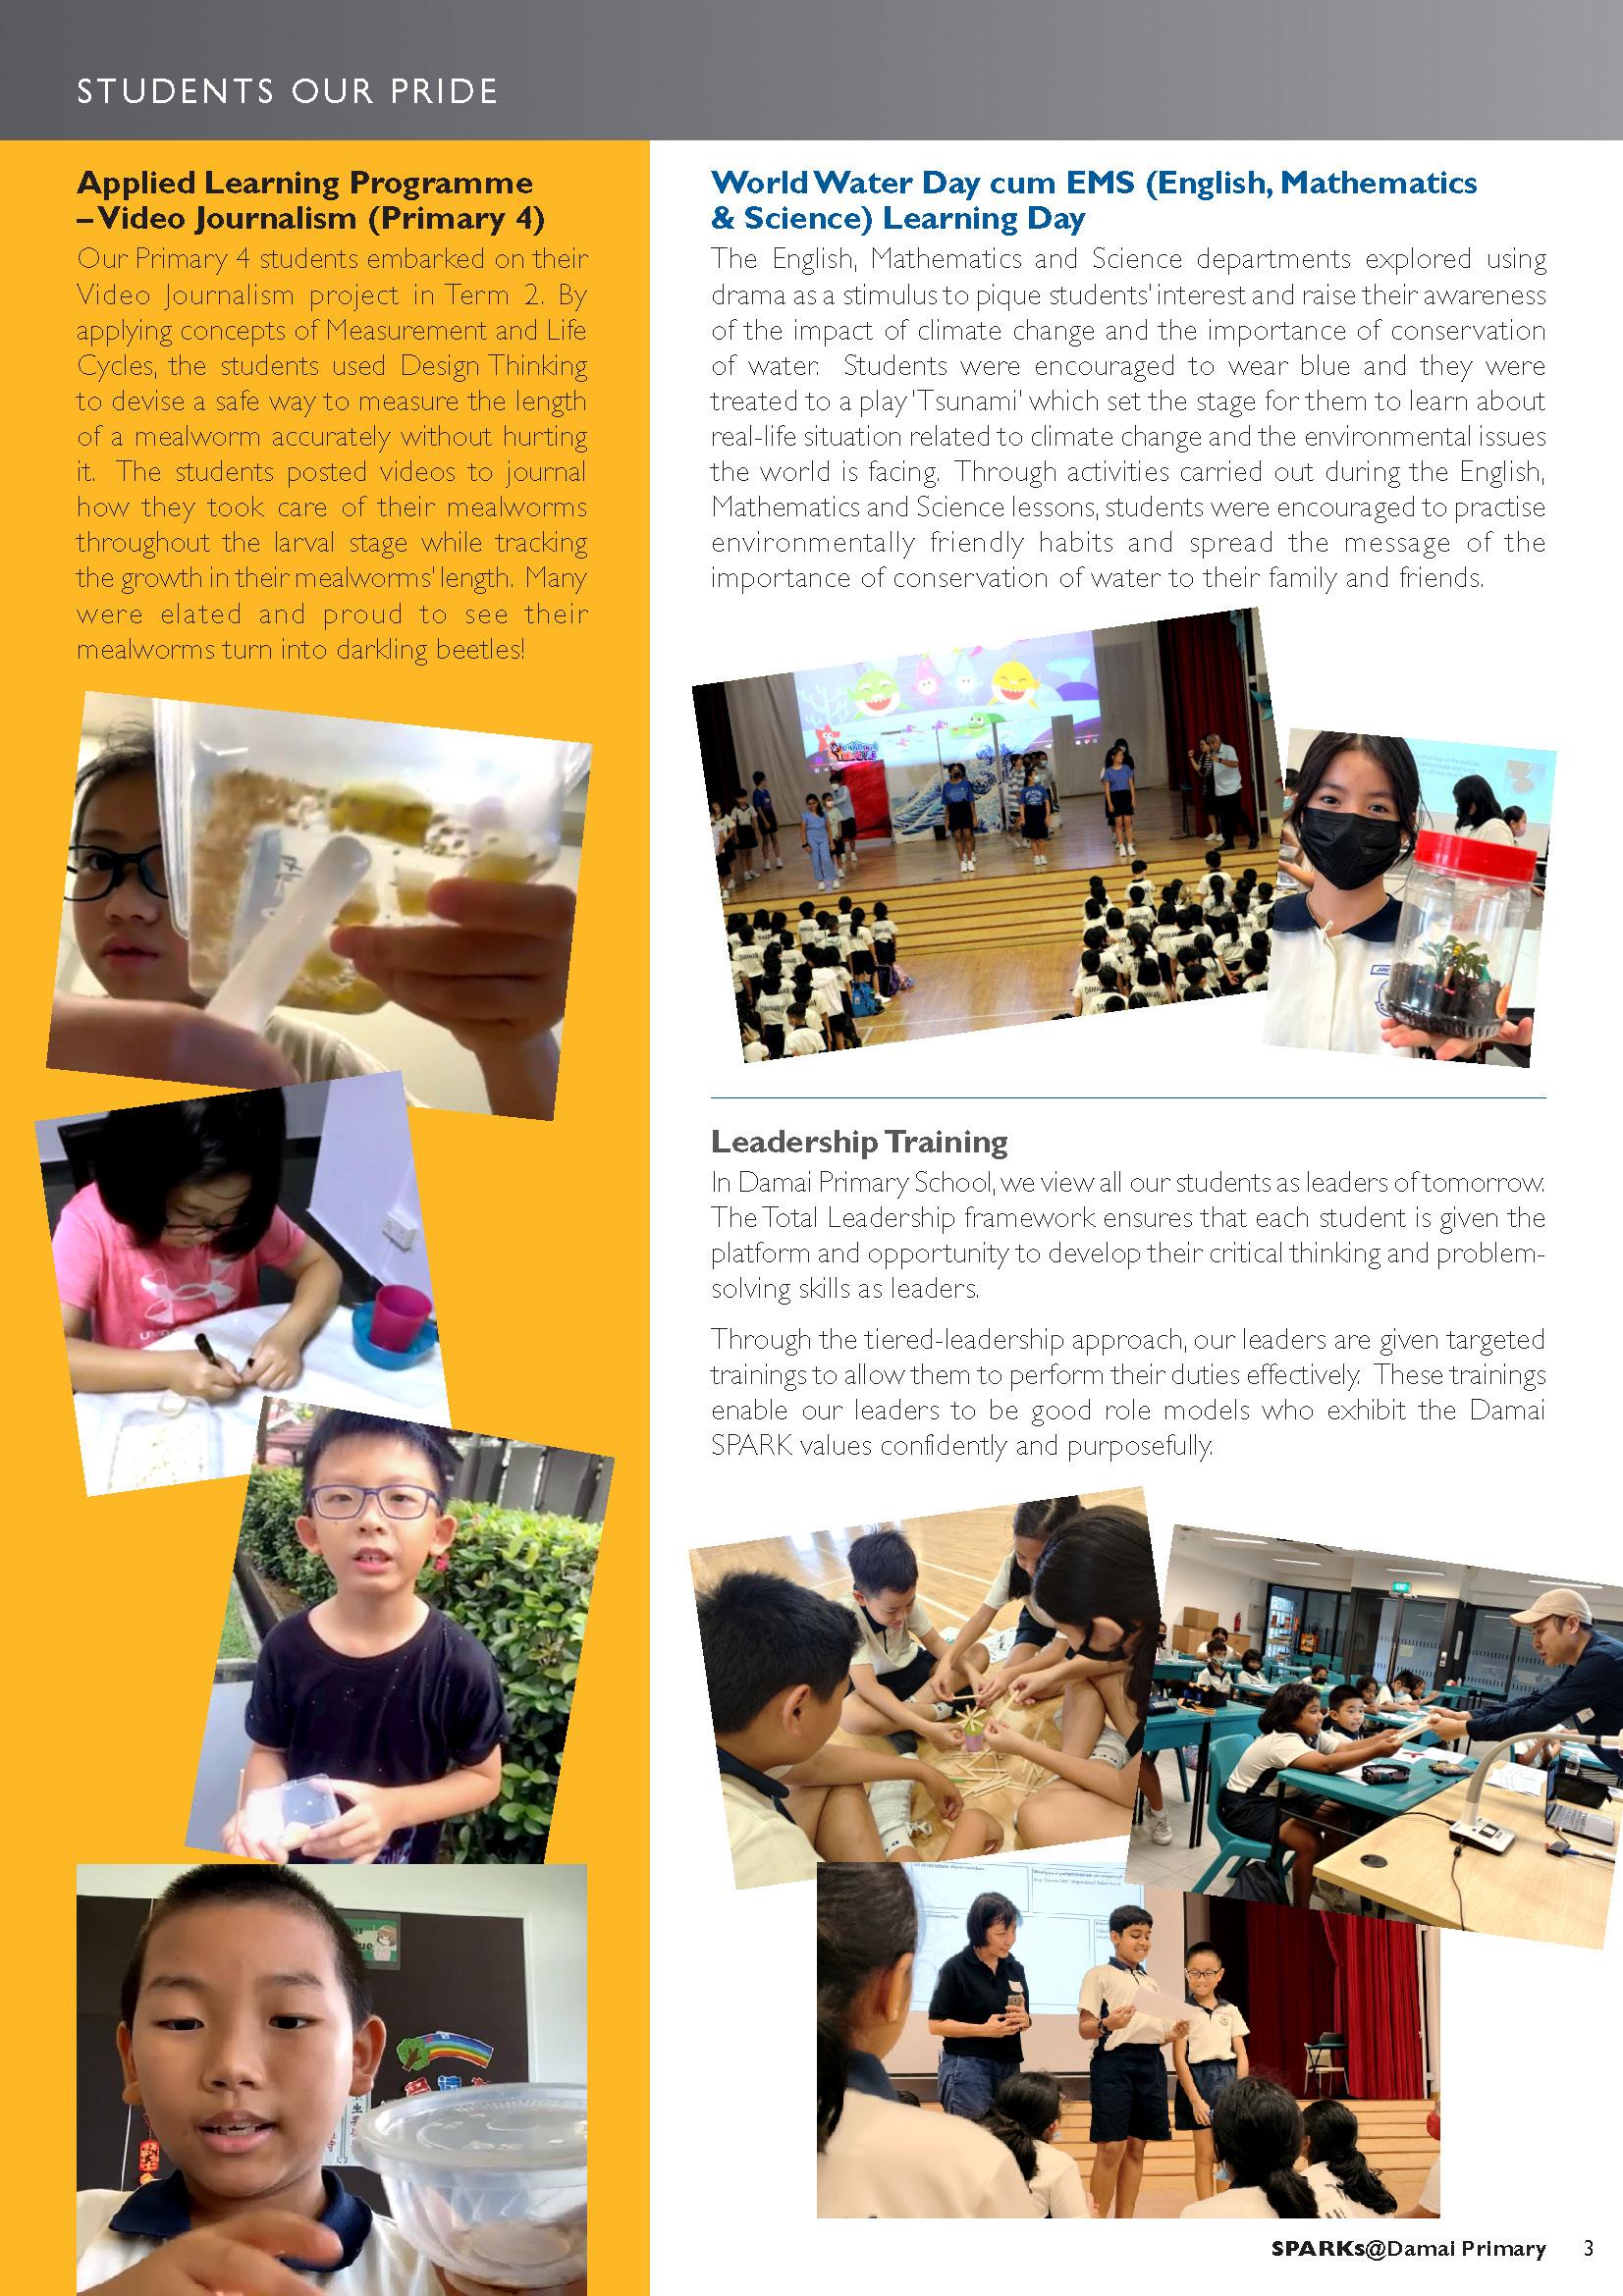 STUDENTS OUR PRIDE
Applied Learning Programme
– Video Journalism (Primary 4)
Our Primary 4 students embarked on their
Video Journalism project in Term 2. By
applying concepts of Measurement and Life
Cycles, the students used Design Thinking
to devise a safe way to measure the length
of a mealworm accurately without hurting
it. The students posted videos to journal
how they took care of their mealworms
throughout the larval stage while tracking
the growth in their mealworms' length. Many
were elated and proud to see their
mealworms turn into darkling beetles!
World Water Day cum EMS (English, Mathematics
& Science) Learning Day
The English, Mathematics and Science departments explored using
drama as a stimulus to pique students' interest and raise their awareness
of the impact of climate change and the importance of conservation
of water. Students were encouraged to wear blue and they were
treated to a play 'Tsunami' which set the stage for them to learn about
real-life situation related to climate change and the environmental issues
the world is facing. Through activities carried out during the English,
Mathematics and Science lessons, students were encouraged to practise
environmentally friendly habits and spread the message of the
importance of conservation of water to their family and friends.
Leadership Training
In Damai Primary School, we view all our students as leaders of tomorrow.
The Total Leadership framework ensures that each student is given the
platform and opportunity to develop their critical thinking and problem-
solving skills as leaders.
Through the tiered-leadership approach, our leaders are given targeted
trainings to allow them to perform their duties effectively. These trainings
enable our leaders to be good role models who exhibit the Damai
SPARK values confidently and purposefully.
SPARKs@Damai Primary 3